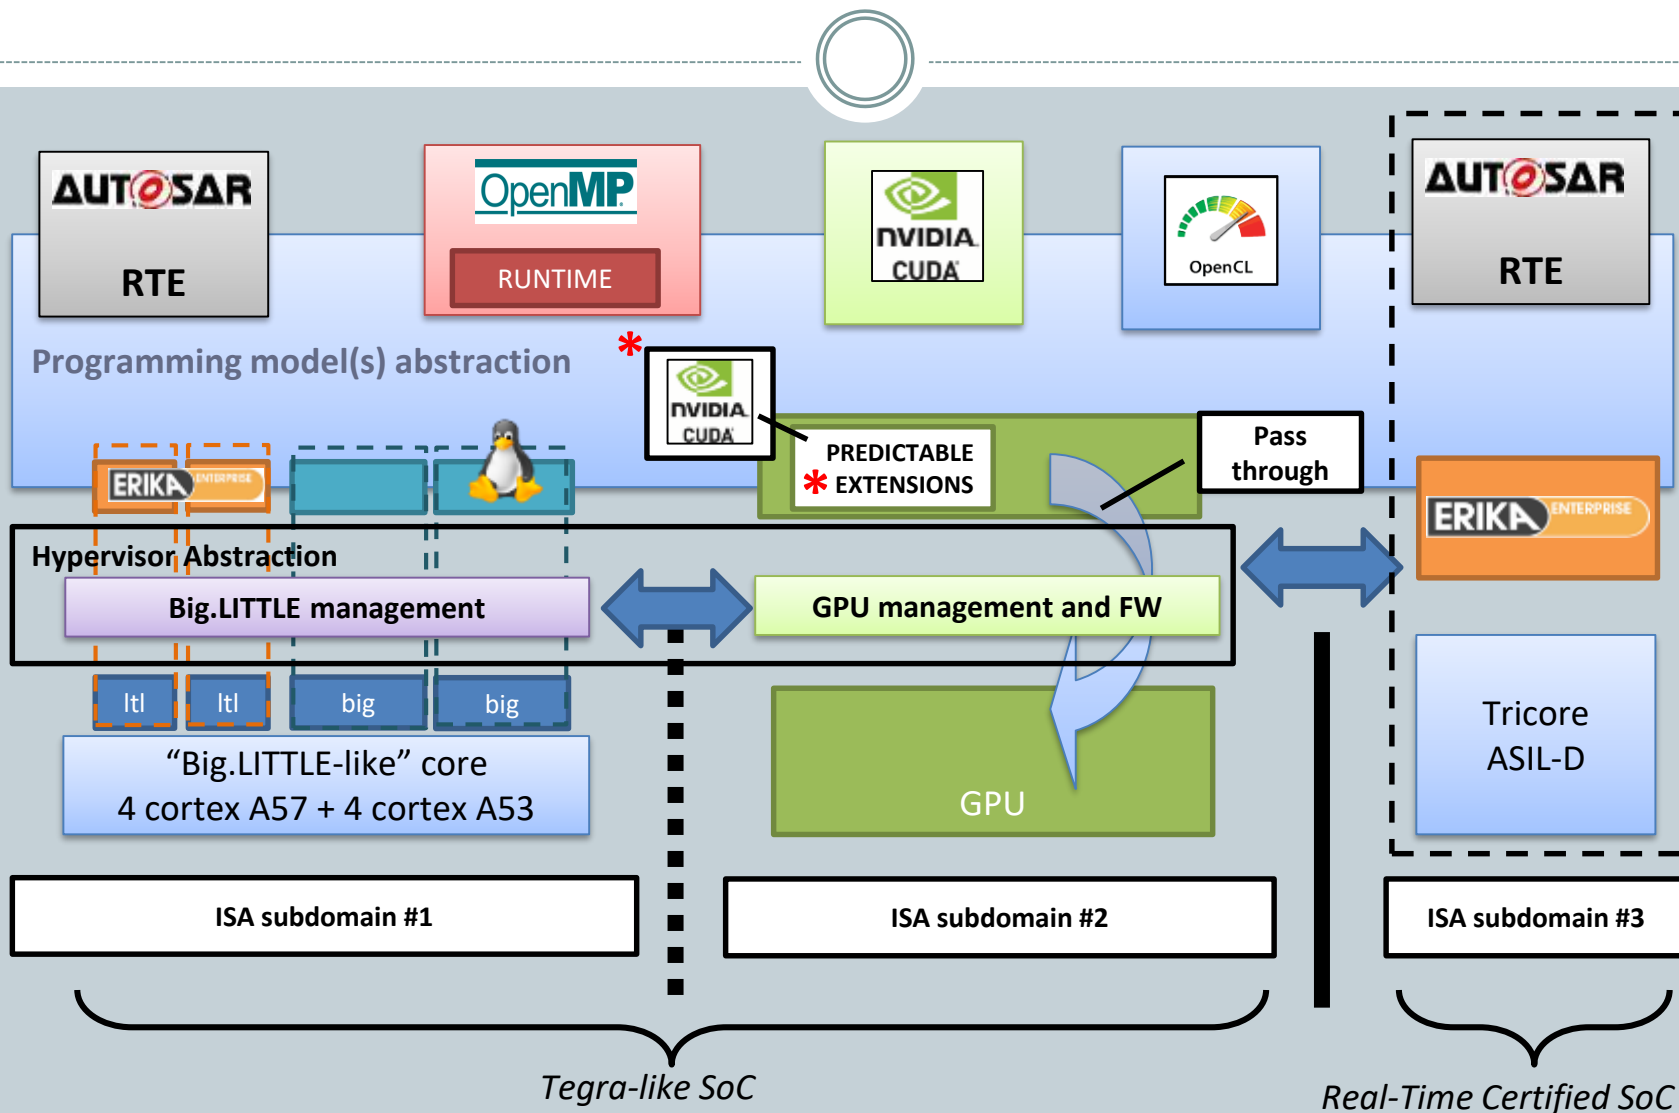 AUTOSAR
RTE
OpenMP
RUNTIME
NVIDIA
CUDA
OpenCL
AUTOSAR
RTE
Programming model(s) abstraction
*
NVIDIA
CUDA
PREDICTABLE
* EXTENSIONS
Pass
through
ERIKA ENTERPRISE
ERIKA ENTERPRISE
Hypervisor Abstraction
Big.LITTLE management
GPU management and FW
ltl
ltl
big
big
“Big.LITTLE-like” core
4 cortex A57 + 4 cortex A53
GPU
Tricore
ASIL-D
ISA subdomain #1
ISA subdomain #2
ISA subdomain #3
Tegra-like SoC
Real-Time Certified SoC